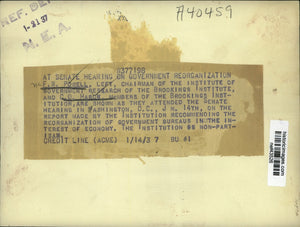 REF. DEPT.
1-21-37
N. E. A.
A40459
G377199
AT SENATE HEARING ON GOVERNMENT REORGANIZATION
LEFT, CHAIRMAN OF THE INSTITUTE OF
GOVERNMENT RESEARCH OF THE BROOKINGS INSTITUTE,
AND MEMBERS OF THE BROOKINGS INST-
ITUTION, ARE SHOWN AS THEY ATTENDED THE SENATE
HEARING IN WASHINGTON, D.C., 14TH, ON THE
REPORT MADE BY THE INSTITUTION RECOMMENDING THE
REORGANIZATION OF GOVERNMENT BUREAUS IN THE IN-
TEREST OF ECONOMY. THE INSTITUTION IS NON-PART-
ISAN.
CREDIT LINE (ACME) 1/14/37 BU #1
historicimages.com